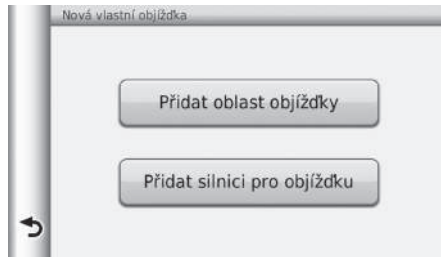 Nová vlastní objížďka
Přidat oblast objížďky
Přidat silnici pro objížďku